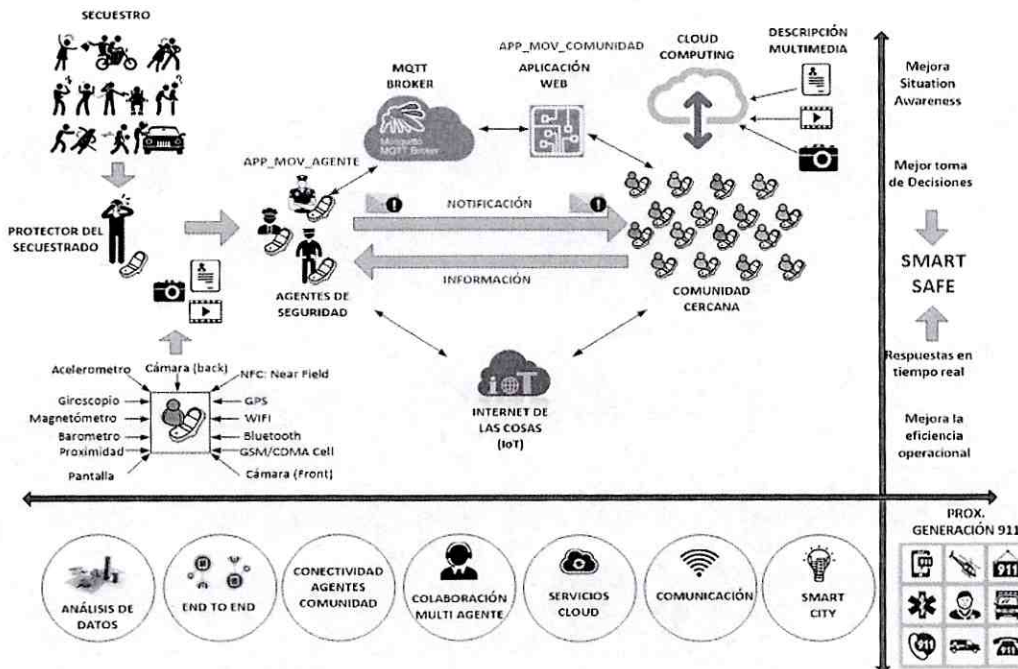 SECUESTRO
PROTECTOR DEL
SECUESTRADO
APP_MOV_AGENTE
AGENTES DE
SEGURIDAD
MQTT
BROKER
Mosquitto
MQTT Broker
APP_MOV_COMUNIDAD
APLICACIÓN
WEB
CLOUD
COMPUTING
DESCRIPCIÓN
MULTIMEDIA
NOTIFICACIÓN
INFORMACIÓN
COMUNIDAD
CERCANA
IoT
INTERNET DE
LAS COSAS
(IoT)
Acelerometro
Cámara (back)
NFC: Near Field
Giroscopio
GPS
Magnetómetro
WIFI
Barometro
Bluetooth
Proximidad
GSM/CDMA Cell
Pantalla
Cámara (Front)
Mejora
Situation
Awareness
Mejor toma
de Decisiones
SMART
SAFE
Respuestas en
tiempo real
Mejora la
eficiencia
operacional
ANÁLISIS DE
DATOS
END TO END
CONECTIVIDAD
AGENTES
COMUNIDAD
COLABORACIÓN
MULTI AGENTE
SERVICIOS
CLOUD
COMUNICACIÓN
SMART
CITY
PROX.
GENERACIÓN 911
911
911
911
911